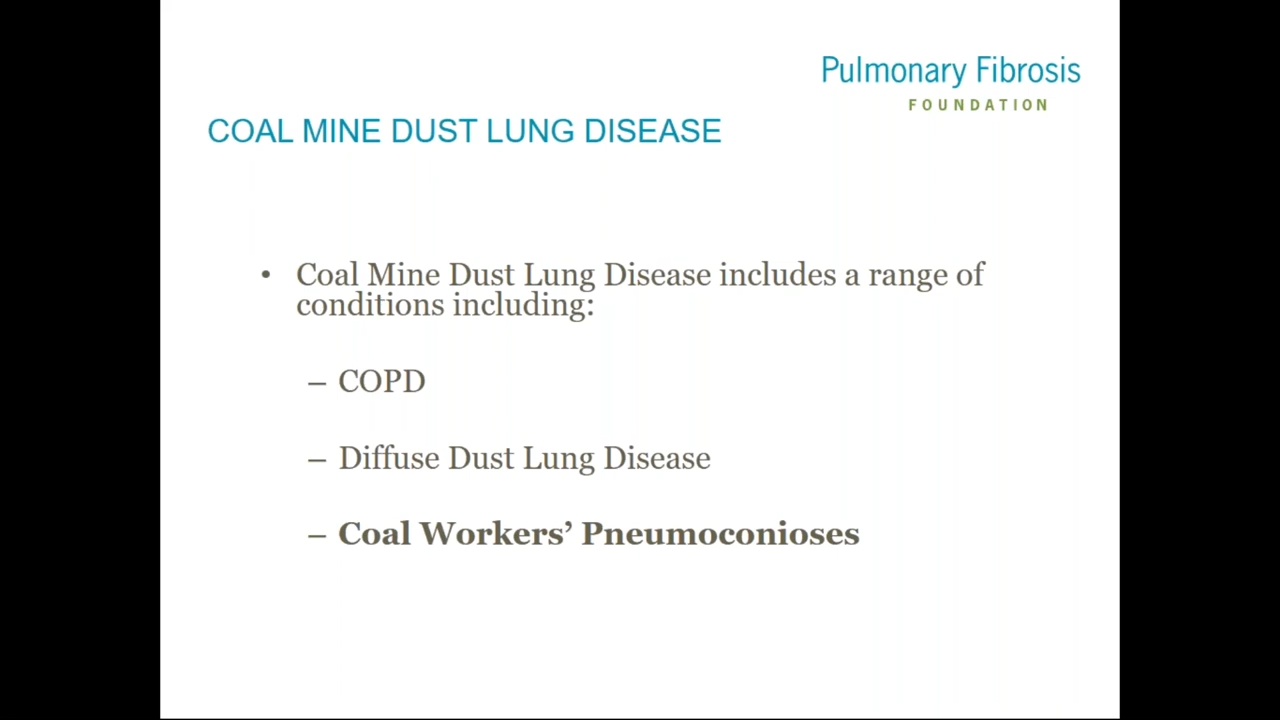 Pulmonary Fibrosis
FOUNDATION
COAL MINE DUST LUNG DISEASE
• Coal Mine Dust Lung Disease includes a range of
conditions including:
– COPD
– Diffuse Dust Lung Disease
– Coal Workers’ Pneumoconioses